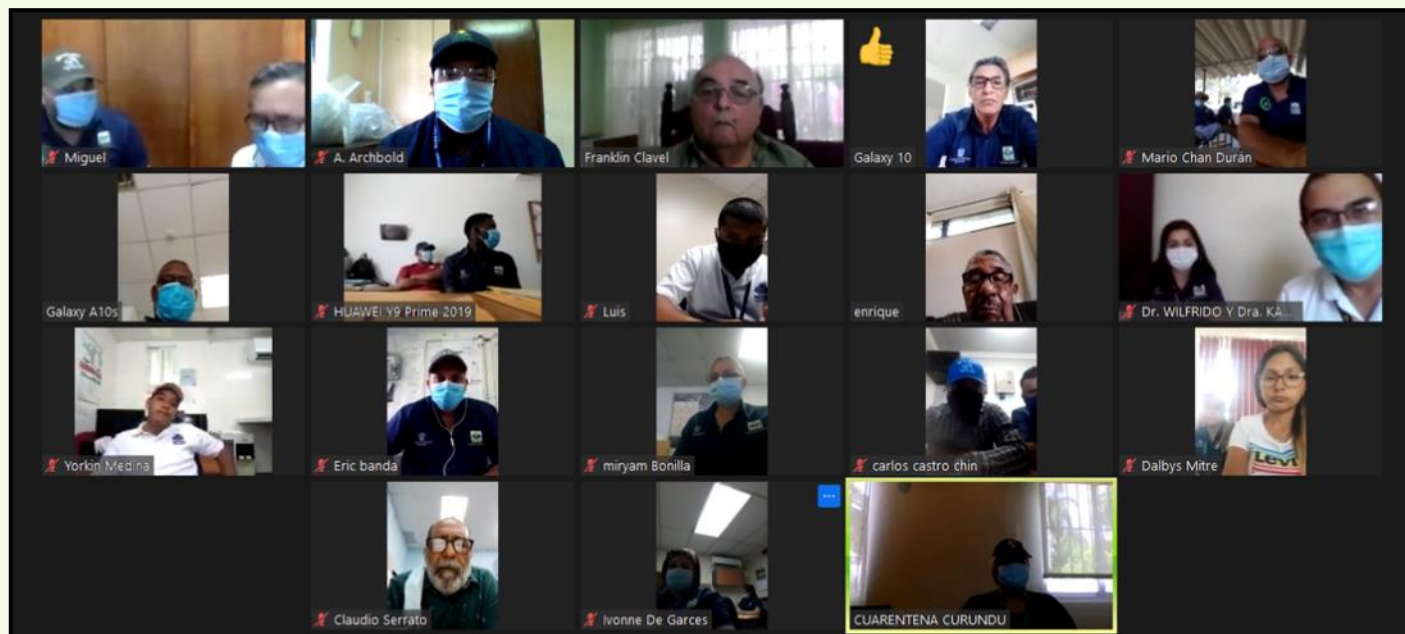 Miguel
A. Archbold
Franklin Clavel
Galaxy 10
Mario Chan Durán
Galaxy A10s
HUAWEI Y9 Prime 2019
Luis
enrique
Dr. WILFRIDO Y Dra. KA...
Yorkin Medina
Eric banda
miryam Bonilla
carlos castro chin
Dalbys Mitre
LEVI'
Claudio Serrato
Ivonne De Garces
CUARENTENA CURUNDU